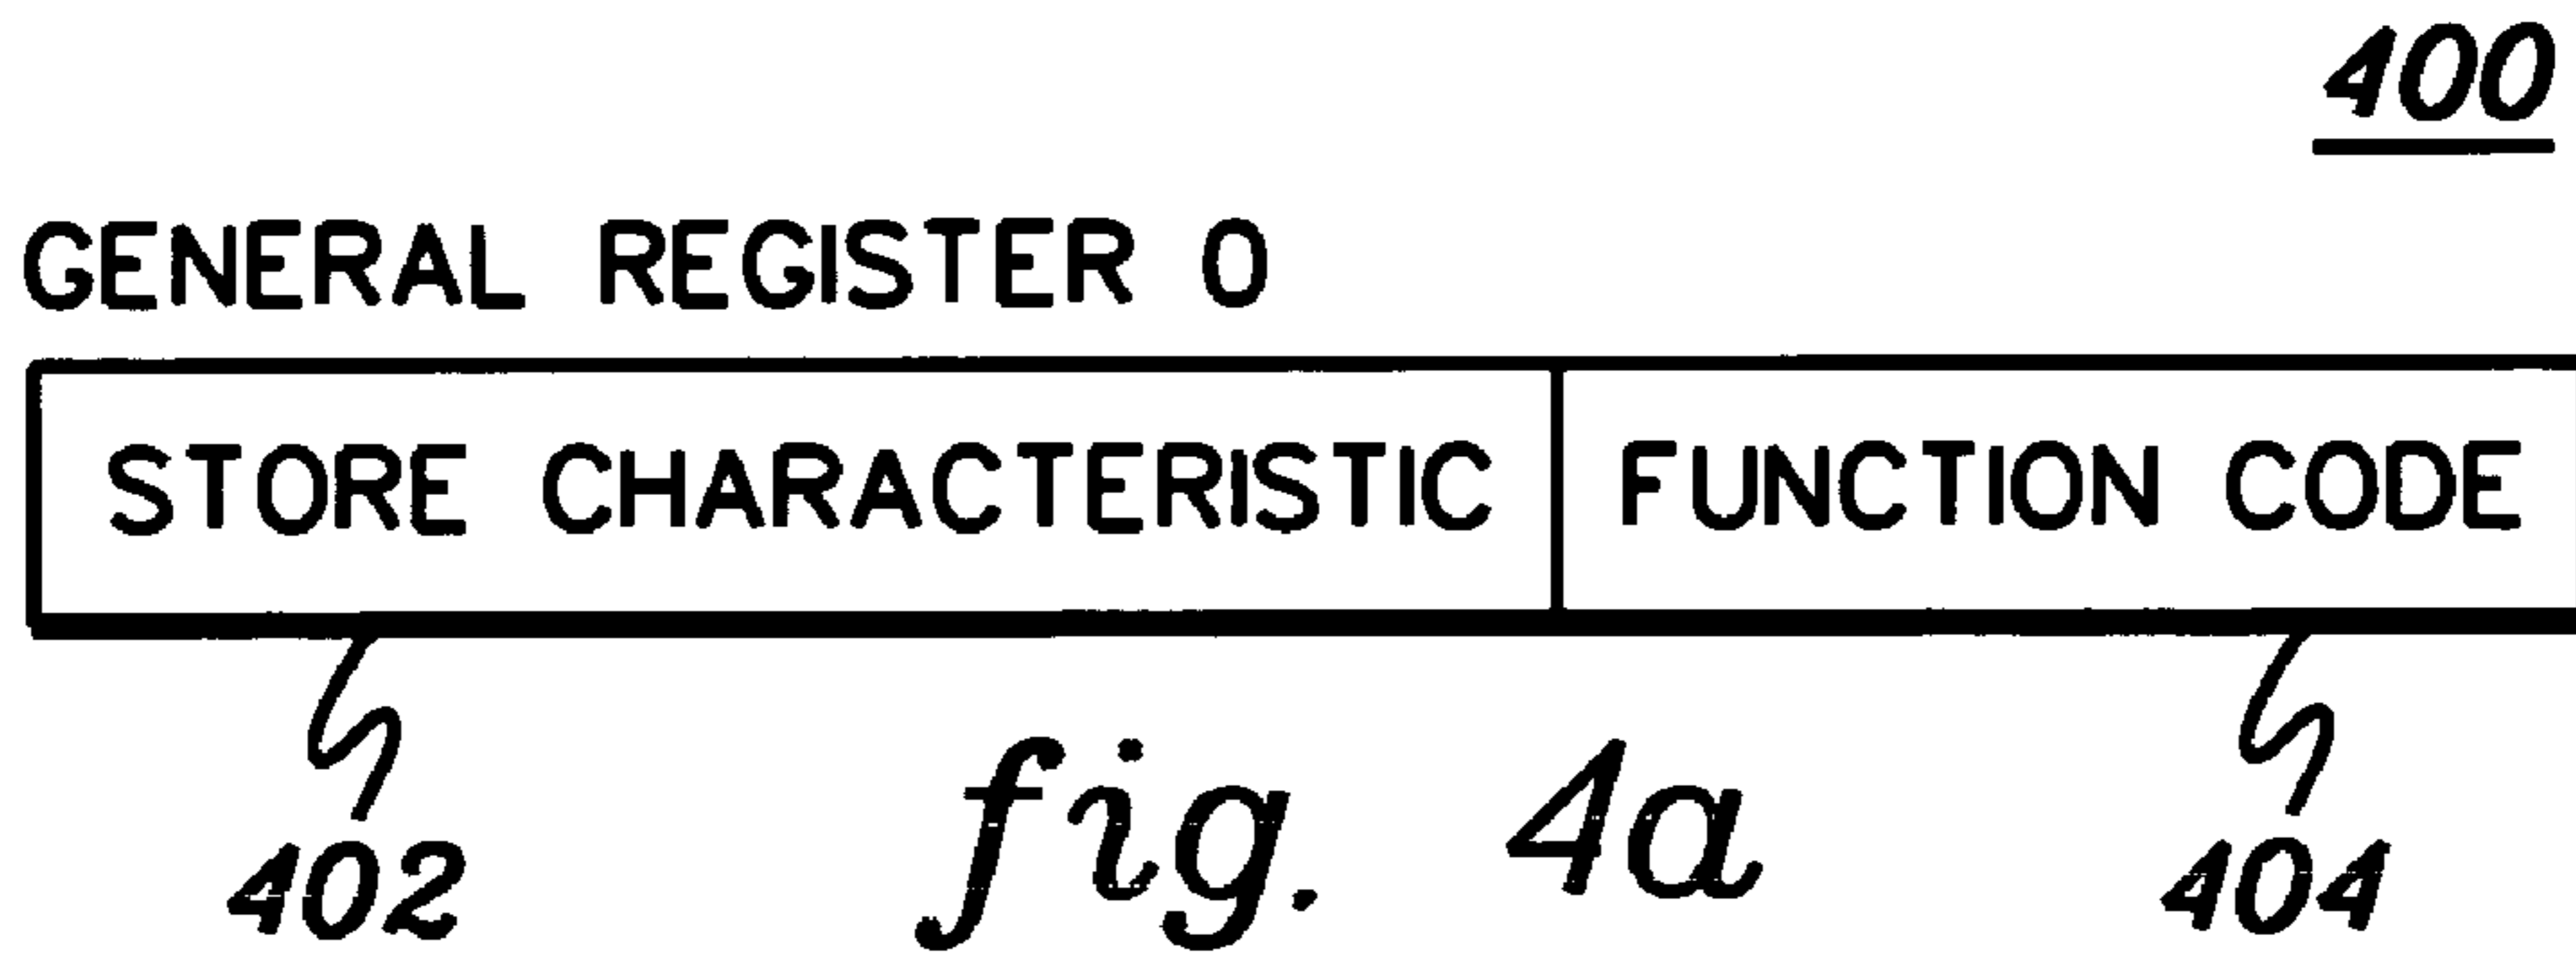 400
GENERAL REGISTER 0
STORE CHARACTERISTIC FUNCTION CODE
402 fig. 4a 404